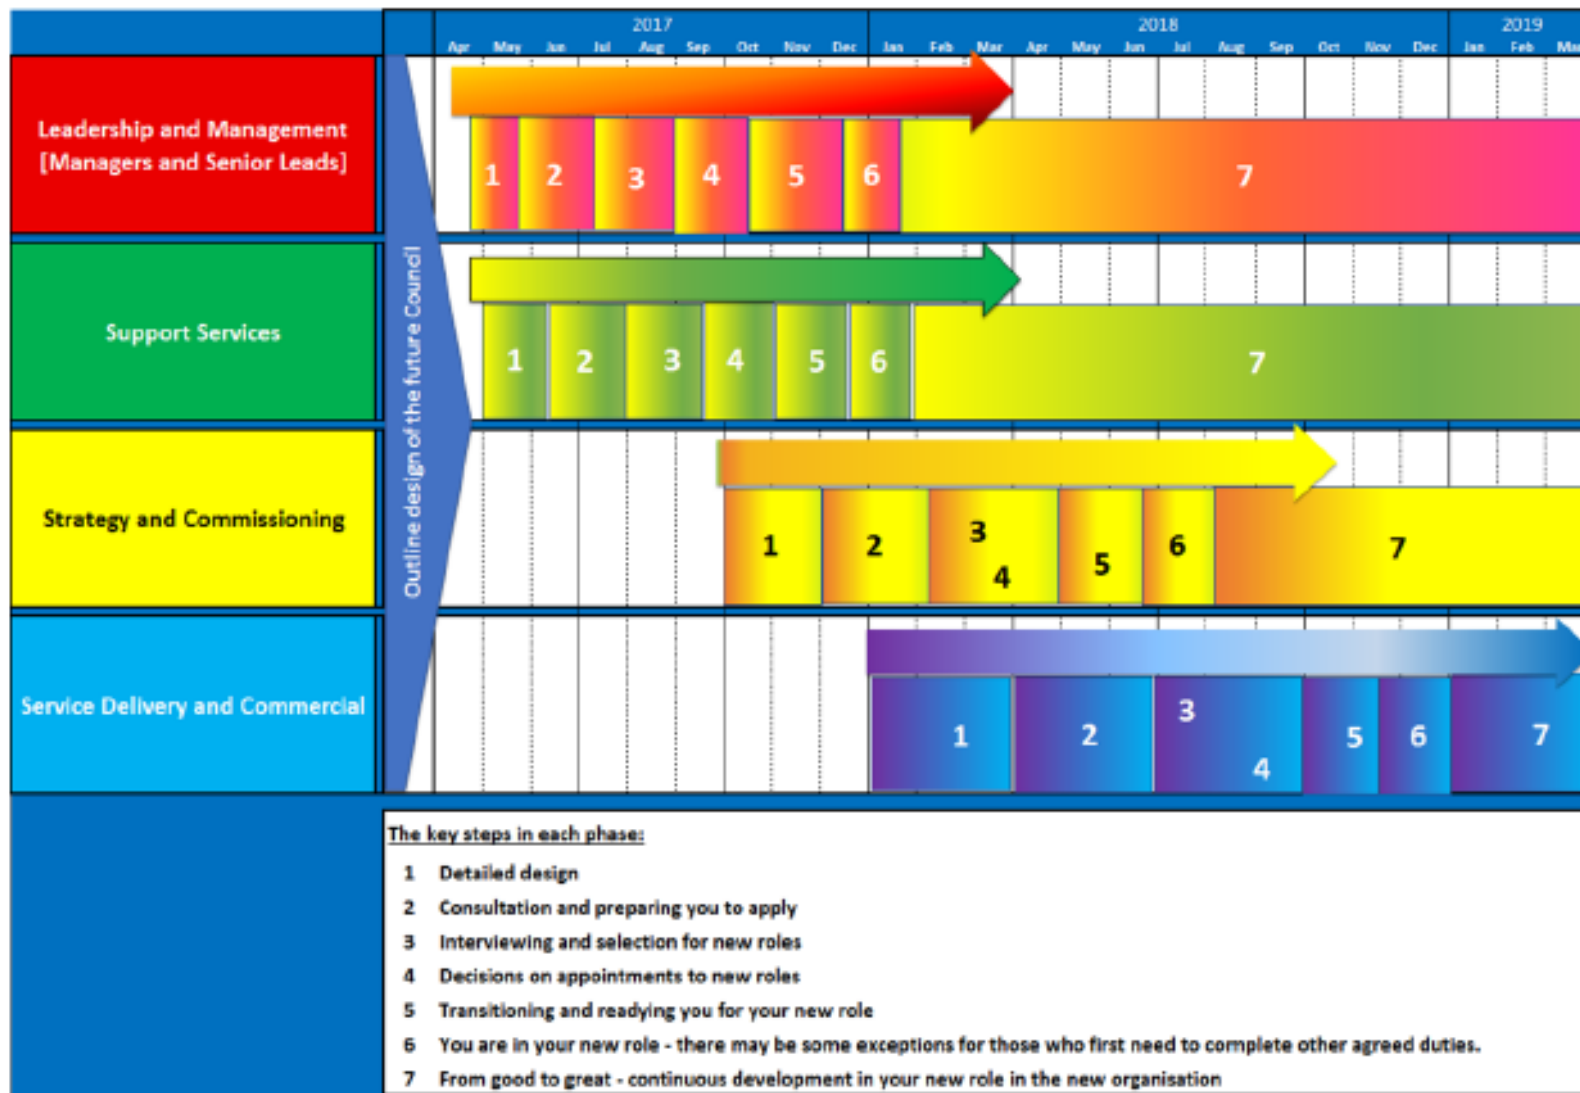 2017 2018 2019
Apr May Jun Jul Aug Sep Oct Nov Dec Jan Feb Mar Apr May Jun Jul Aug Sep Oct Nov Dec Jan Feb Mar
Outline design of the future Council
Leadership and Management
[Managers and Senior Leads]
1 2 3 4 5 6 7
Support Services
1 2 3 4 5 6 7
Strategy and Commissioning
1 2 3 4 5 6 7
Service Delivery and Commercial
1 2 3 4 5 6 7
The key steps in each phase:
1 Detailed design
2 Consultation and preparing you to apply
3 Interviewing and selection for new roles
4 Decisions on appointments to new roles
5 Transitioning and readying you for your new role
6 You are in your new role - there may be some exceptions for those who first need to complete other agreed duties.
7 From good to great - continuous development in your new role in the new organisation